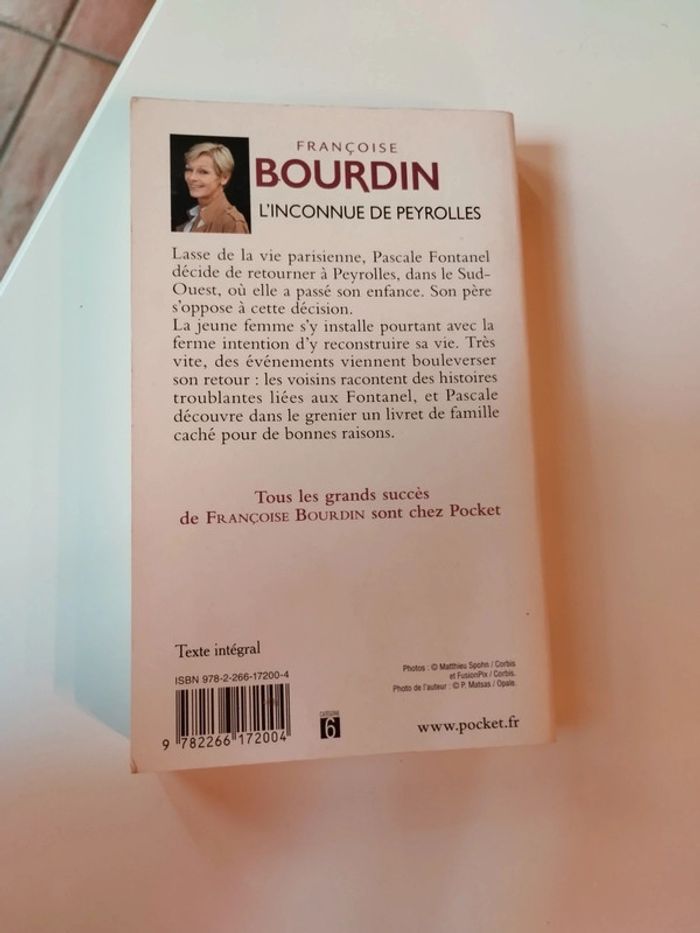 FRANÇOISE
BOURDIN
L'INCONNUE DE PEYROLLES
Lasse de la vie parisienne, Pascale Fontanel
décide de retourner à Peyrolles, dans le Sud-
Ouest, où elle a passé son enfance. Son père
s'oppose à cette décision.
La jeune femme s'y installe pourtant avec la
ferme intention d'y reconstruire sa vie. Très
vite, des événements viennent bouleverser
son retour : les voisins racontent des histoires
troublantes liées aux Fontanel, et Pascale
découvre dans le grenier un livret de famille
caché pour de bonnes raisons.
Tous les grands succès
de FRANÇOISE BOURDIN sont chez Pocket
Texte intégral
ISBN 978-2-266-17200-4
9 782266 172004
CATÉGORIE
6
Photos : © Matthieu Spohn / Corbis
et FusionPix / Corbis.
Photo de l'auteur : © P. Matsas / Opale.
www.pocket.fr